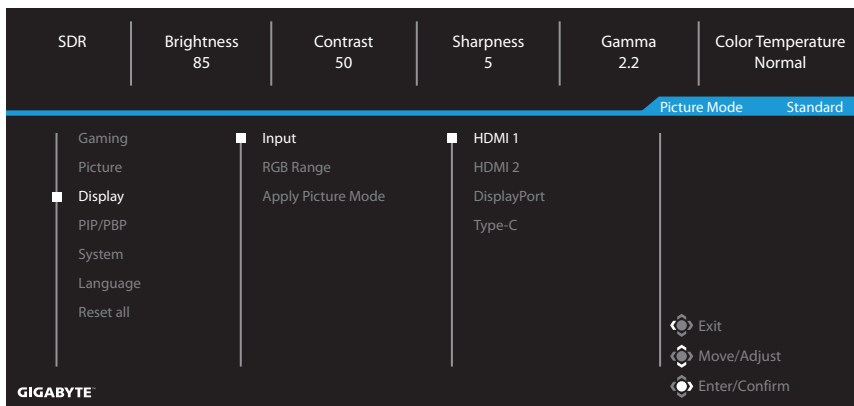 SDR
Brightness
85
Contrast
50
Sharpness
5
Gamma
2.2
Color Temperature
Normal
Picture Mode Standard
Gaming
Picture
Display
PIP/PBP
System
Language
Reset all
Input
RGB Range
Apply Picture Mode
HDMI 1
HDMI 2
DisplayPort
Type-C
Exit
Move/Adjust
Enter/Confirm
GIGABYTE™